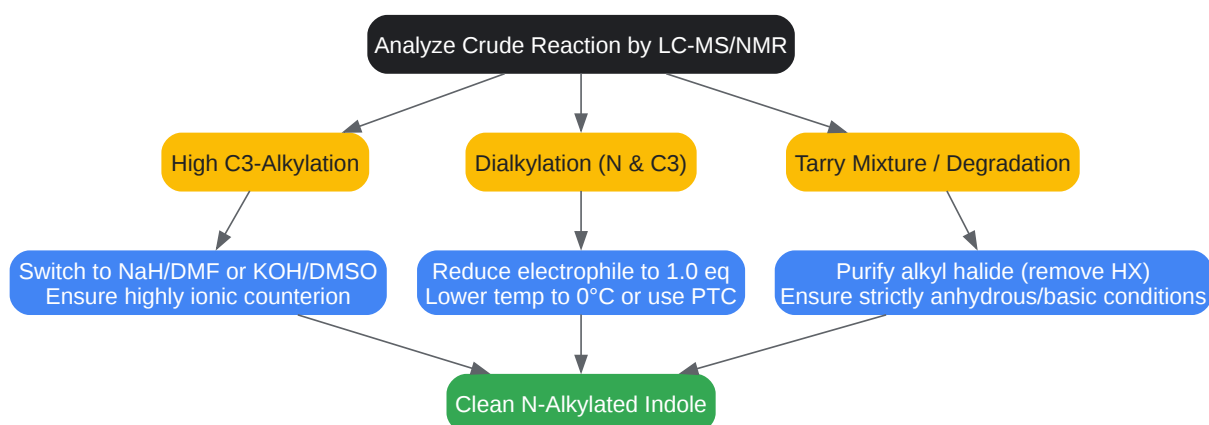 Analyze Crude Reaction by LC-MS/NMR
High C3-Alkylation
Dialkylation (N & C3)
Tarry Mixture / Degradation
Switch to NaH/DMF or KOH/DMSO
Ensure highly ionic counterion
Reduce electrophile to 1.0 eq
Lower temp to 0°C or use PTC
Purify alkyl halide (remove HX)
Ensure strictly anhydrous/basic conditions
Clean N-Alkylated Indole